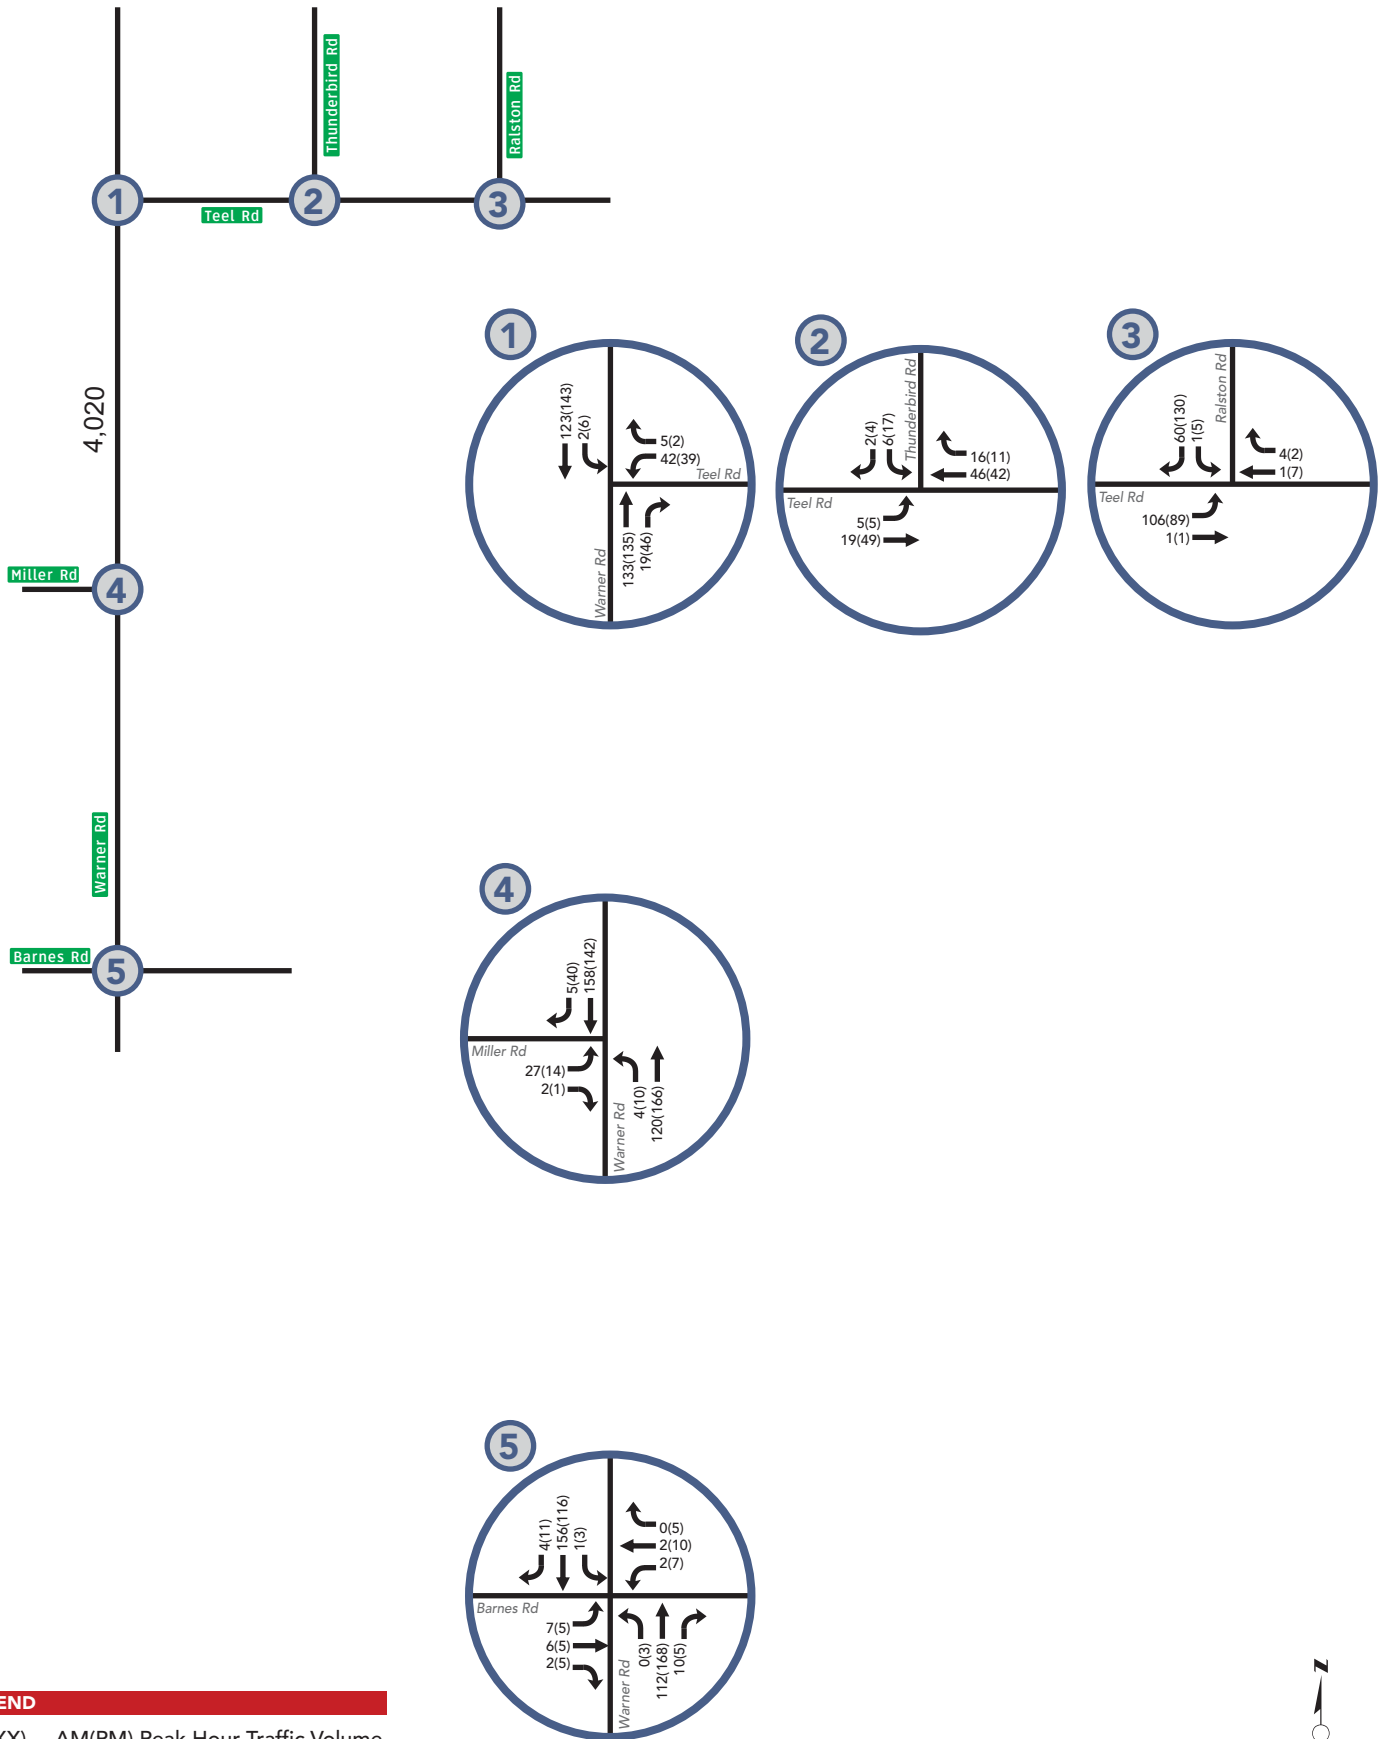 Thunderbird Rd
Ralston Rd
1
2
3
Teel Rd
4,020
Miller Rd
4
Warner Rd
Barnes Rd
5
1
123(143)
2(6)
5(2)
42(39)
Teel Rd
133(135)
19(46)
Warner Rd
2
2(4)
6(17)
Thunderbird Rd
16(11)
46(42)
Teel Rd
5(5)
19(49)
3
60(130)
1(5)
Ralston Rd
4(2)
1(7)
Teel Rd
106(89)
1(1)
4
5(40)
158(142)
Miller Rd
27(14)
2(1)
4(10)
120(166)
Warner Rd
5
4(11)
156(116)
1(3)
0(5)
2(10)
2(7)
Barnes Rd
7(5)
6(5)
2(5)
0(3)
112(168)
10(5)
Warner Rd
END
XX) AM(PM) Peak Hour Traffic Volume
N